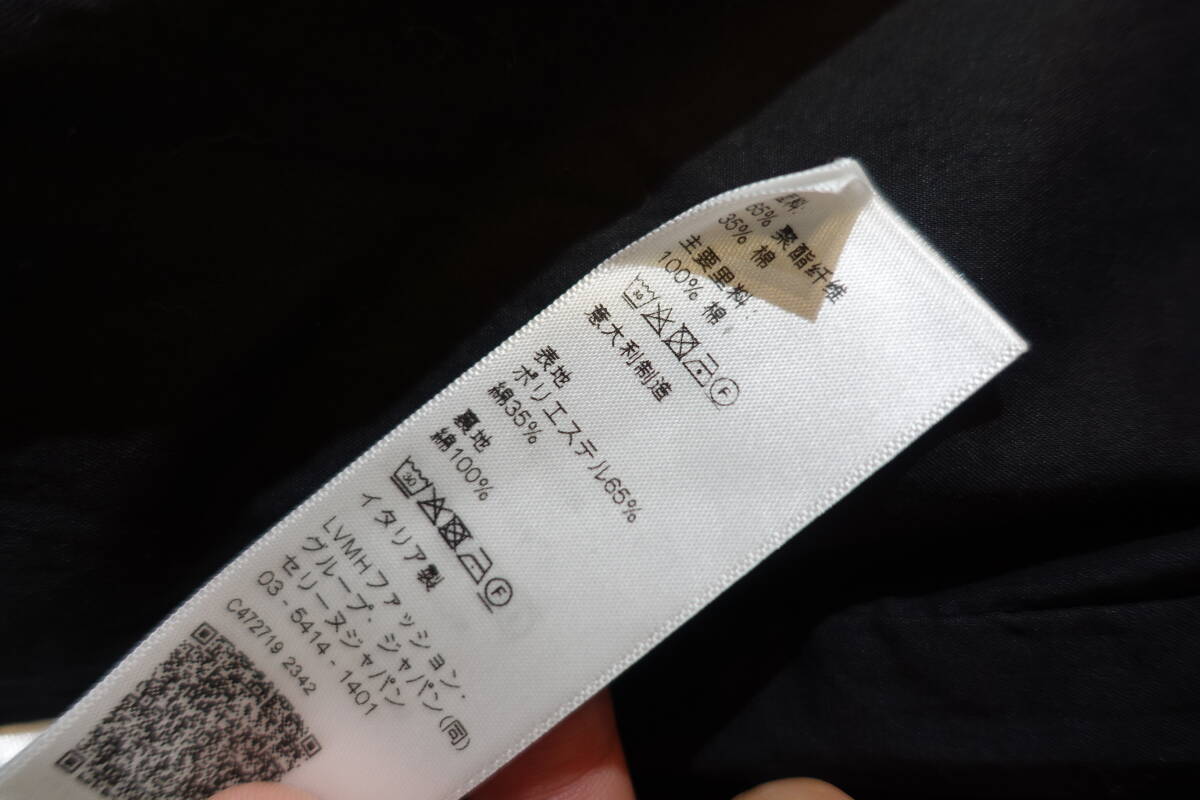 65% 聚酯纤维
35% 棉
主要里料:
100% 棉
30
F
意大利制造
表地
ポリエステル65%
綿35%
裏地
綿100%
30
F
イタリア製
LVMHファッション・
グループ・ジャパン(同)
セリーヌジャパン
03 - 5414 - 1401
C472719 2342